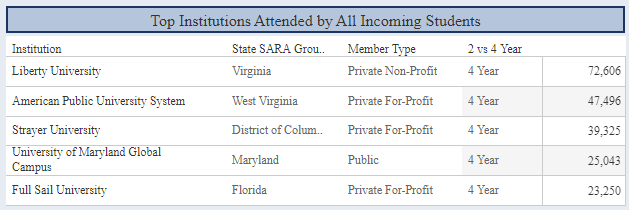 Top Institutions Attended by All Incoming Students
Institution State SARA Grou.. Member Type 2 vs 4 Year
Liberty University Virginia Private Non-Profit 4 Year 72,606
American Public University System West Virginia Private For-Profit 4 Year 47,496
Strayer University District of Colum.. Private For-Profit 4 Year 39,325
University of Maryland Global
Campus Maryland Public 4 Year 25,043
Full Sail University Florida Private For-Profit 4 Year 23,250